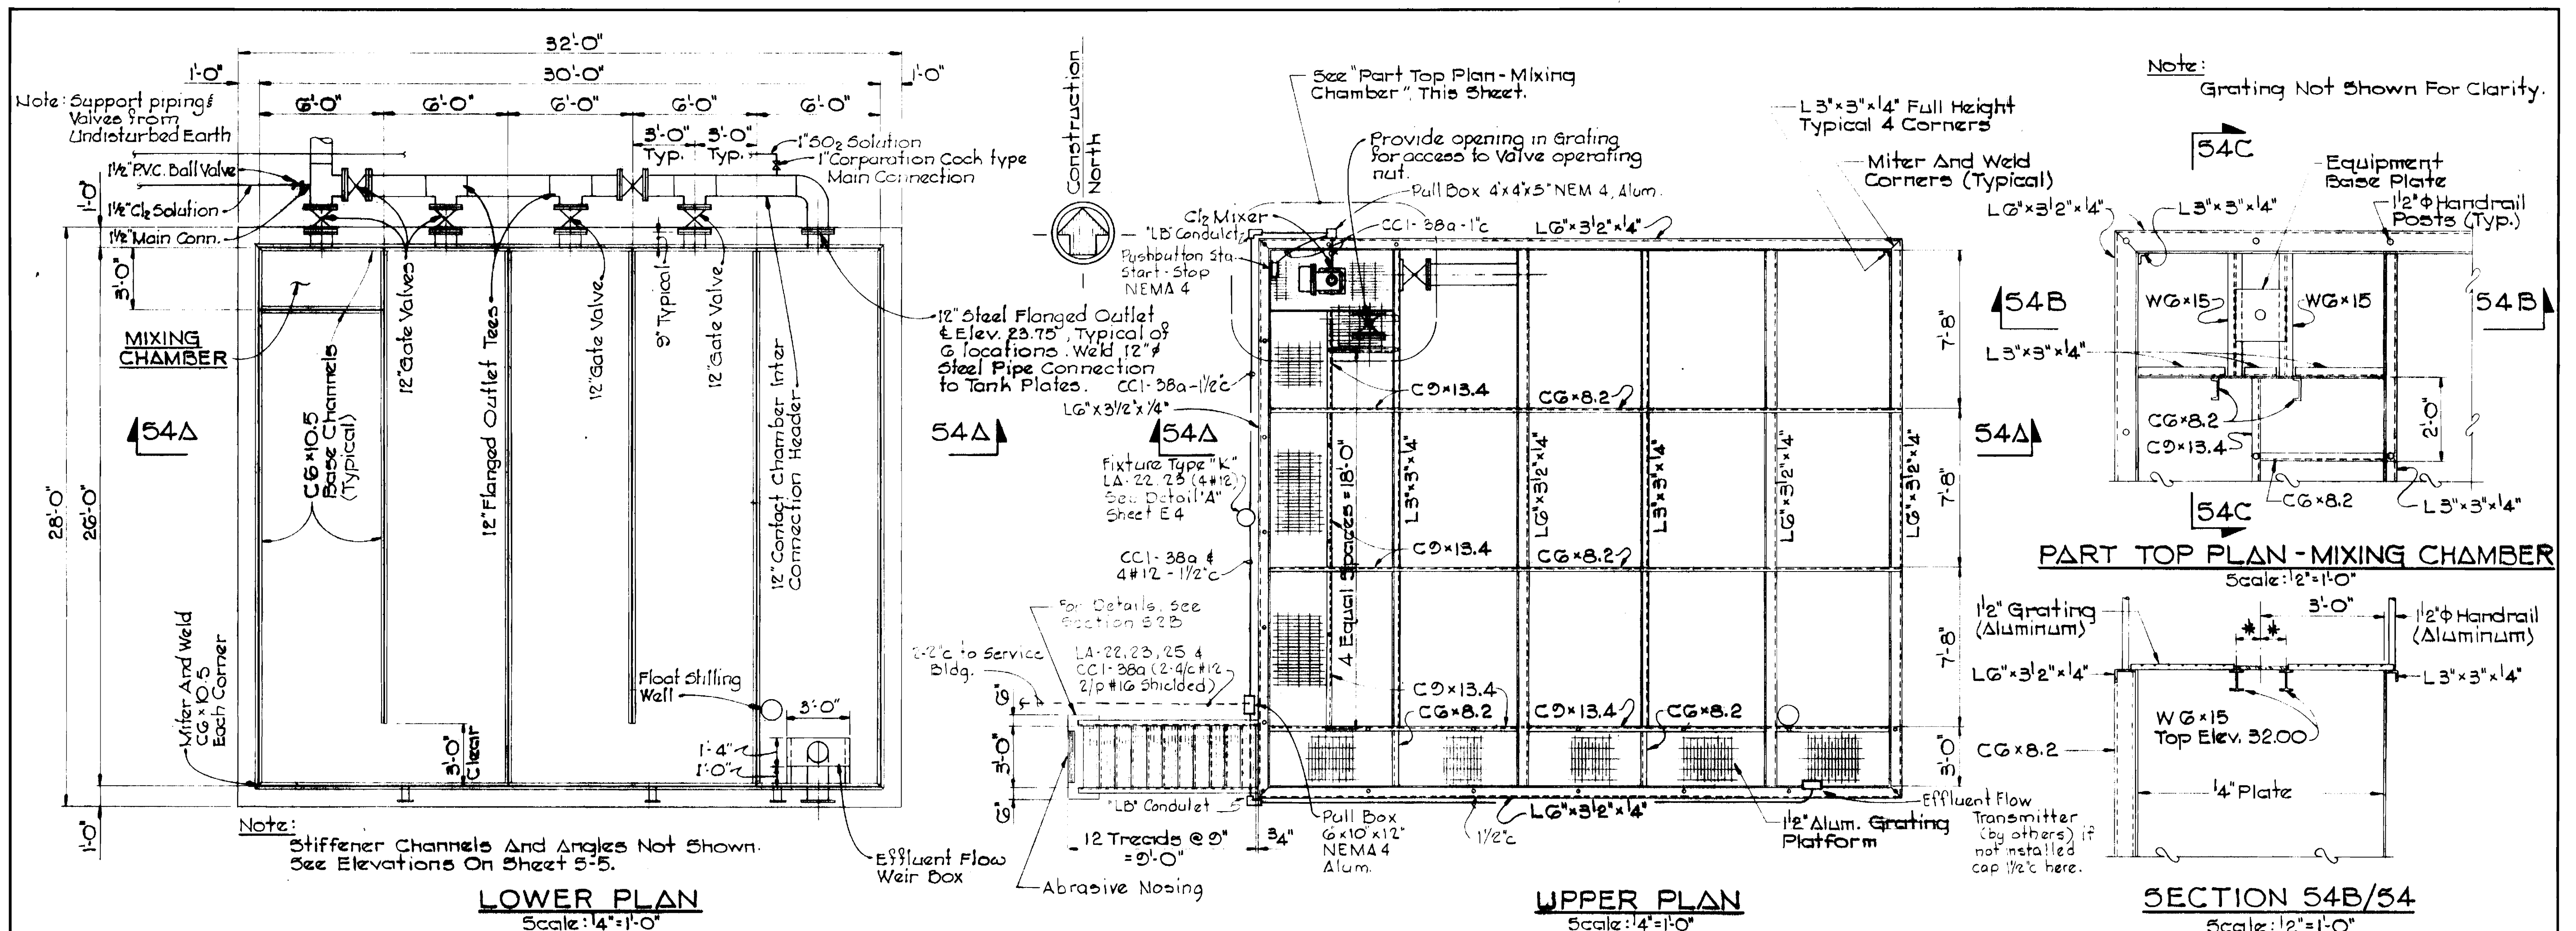 32'-0"
1'-0"
30'-0"
1'-0"
6'-0"
6'-0"
6'-0"
6'-0"
6'-0"
Note: Support piping &
Valves from
Undisturbed Earth
3'-0"
Typ.
3'-0"
Typ.
1" SO2 Solution
1" Corporation Cock type
Main Connection
1½" P.V.C. Ball Valve
1½" Cl2 Solution
1½" Main Conn.
1'-0"
3'-0"
MIXING
CHAMBER
12" Gate Valves
12" Flanged Outlet Tees
12" Gate Valve
9" Typical
12" Gate Valve
12" Contact Chamber Inter
Connection Header
12" Steel Flanged Outlet
℄ Elev. 23.75', Typical of
6 locations. Weld 12"φ
Steel Pipe Connection
to Tank Plates.
54A
54A
C6×10.5
Base Channels
(Typical)
28'-0"
26'-0"
Miter And Weld
C6×10.5
Each Corner
3'-0"
Clear
Float Stilling
Well
3'-0"
1'-4"
1'-0"
1'-0"
Note:
Stiffener Channels And Angles Not Shown.
See Elevations On Sheet S-5.
Effluent Flow
Weir Box
LOWER PLAN
Scale: ¼"=1'-0"
Construction
North
See "Part Top Plan - Mixing
Chamber", This Sheet.
Provide opening in Grating
for access to Valve operating
nut.
Pull Box 4"x4"x5" NEM 4, Alum.
Cl2 Mixer
"LB" Condulet
CC1-38a-1"c
L6"×3½"×¼"
Pushbutton Sta.
Start-Stop
NEMA 4
L3"×3"×¼" Full Height
Typical 4 Corners
Miter And Weld
Corners (Typical)
CC1-38a-1/2"c
L6"×3½"×¼"
54A
54A
Fixture Type "K"
LA-22,23 (4#12)
See Detail "A"
Sheet E4
CC1-38a &
4#12-1/2"c
For Details, See
Section 52B
2-2"c to Service
Bldg.
LA-22,23,25 &
CC1-38a (2-4/c#12
2/p #16 Shielded)
6"
3'-0"
6"
"LB" Condulet
12 Treads @ 9"
=9'-0"
¾"
Abrasive Nosing
Pull Box
6"x10"x12"
NEMA 4
Alum.
1½"c
C9×13.4
C6×8.2
4 Equal Spaces = 18'-0"
L3"×3"×¼"
L6"×3½"×¼"
L3"×3"×¼"
L6"×3½"×¼"
L6"×3½"×¼"
C9×13.4
C6×8.2
C9×13.4
C6×8.2
C9×13.4
C6×8.2
7'-8"
7'-8"
7'-8"
3'-0"
L6"×3½"×¼"
1½" Alum. Grating
Platform
Effluent Flow
Transmitter
(by others) if
not installed
cap 1½"c here.
UPPER PLAN
Scale: ¼"=1'-0"
Note:
Grating Not Shown For Clarity.
54C
Equipment
Base Plate
1½"φ Handrail
Posts (Typ.)
L6"×3½"×¼"
L3"×3"×¼"
54B
W6×15
W6×15
54B
L3"×3"×¼"
C6×8.2
C9×13.4
2'-0"
54C
C6×8.2
L3"×3"×¼"
PART TOP PLAN - MIXING CHAMBER
Scale: ½"=1'-0"
1½" Grating
(Aluminum)
3'-0"
1½"φ Handrail
(Aluminum)
* *
L6"×3½"×¼"
L3"×3"×¼"
W6×15
Top Elev. 32.00
C6×8.2
¼" Plate
SECTION 54B/54
Scale: ½"=1'-0"